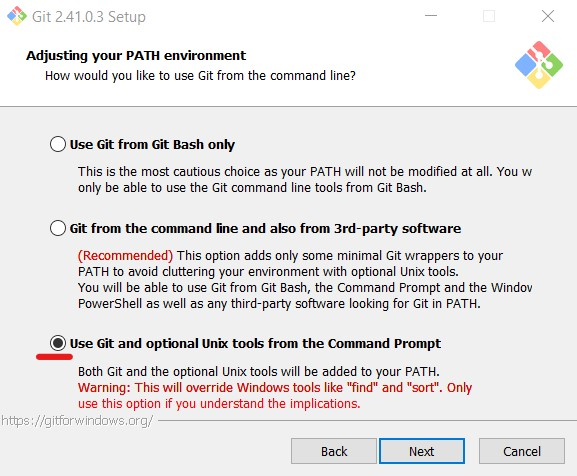 Git 2.41.0.3 Setup
Adjusting your PATH environment
How would you like to use Git from the command line?
Use Git from Git Bash only
This is the most cautious choice as your PATH will not be modified at all. You w
only be able to use the Git command line tools from Git Bash.
Git from the command line and also from 3rd-party software
(Recommended) This option adds only some minimal Git wrappers to your
PATH to avoid cluttering your environment with optional Unix tools.
You will be able to use Git from Git Bash, the Command Prompt and the Window
PowerShell as well as any third-party software looking for Git in PATH.
Use Git and optional Unix tools from the Command Prompt
Both Git and the optional Unix tools will be added to your PATH.
Warning: This will override Windows tools like "find" and "sort". Only
use this option if you understand the implications.
https://gitforwindows.org/
Back
Next
Cancel